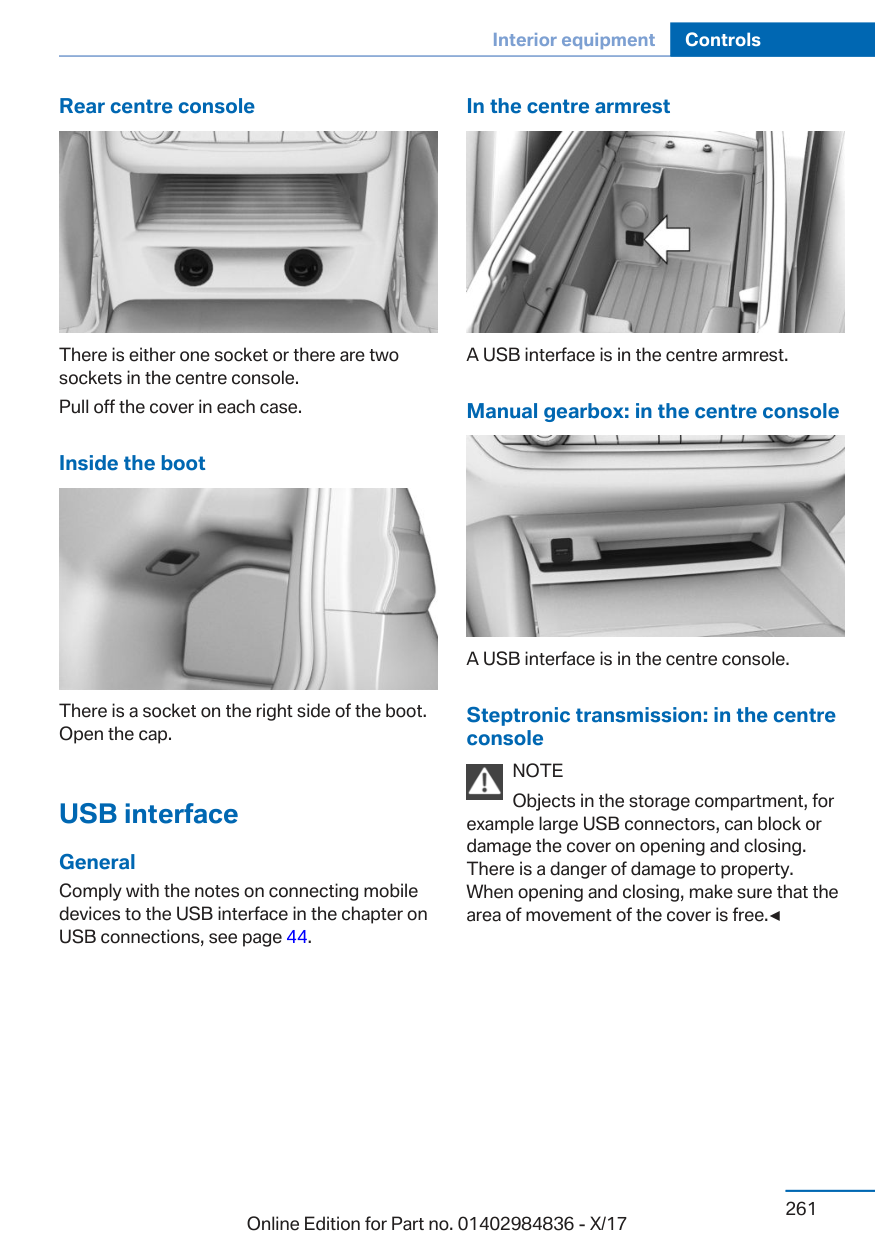 Interior equipment Controls
Rear centre console
There is either one socket or there are two
sockets in the centre console.
Pull off the cover in each case.
Inside the boot
There is a socket on the right side of the boot.
Open the cap.
USB interface
General
Comply with the notes on connecting mobile
devices to the USB interface in the chapter on
USB connections, see page 44.
In the centre armrest
A USB interface is in the centre armrest.
Manual gearbox: in the centre console
A USB interface is in the centre console.
Steptronic transmission: in the centre
console
NOTE
Objects in the storage compartment, for
example large USB connectors, can block or
damage the cover on opening and closing.
There is a danger of damage to property.
When opening and closing, make sure that the
area of movement of the cover is free.◄
261
Online Edition for Part no. 01402984836 - X/17